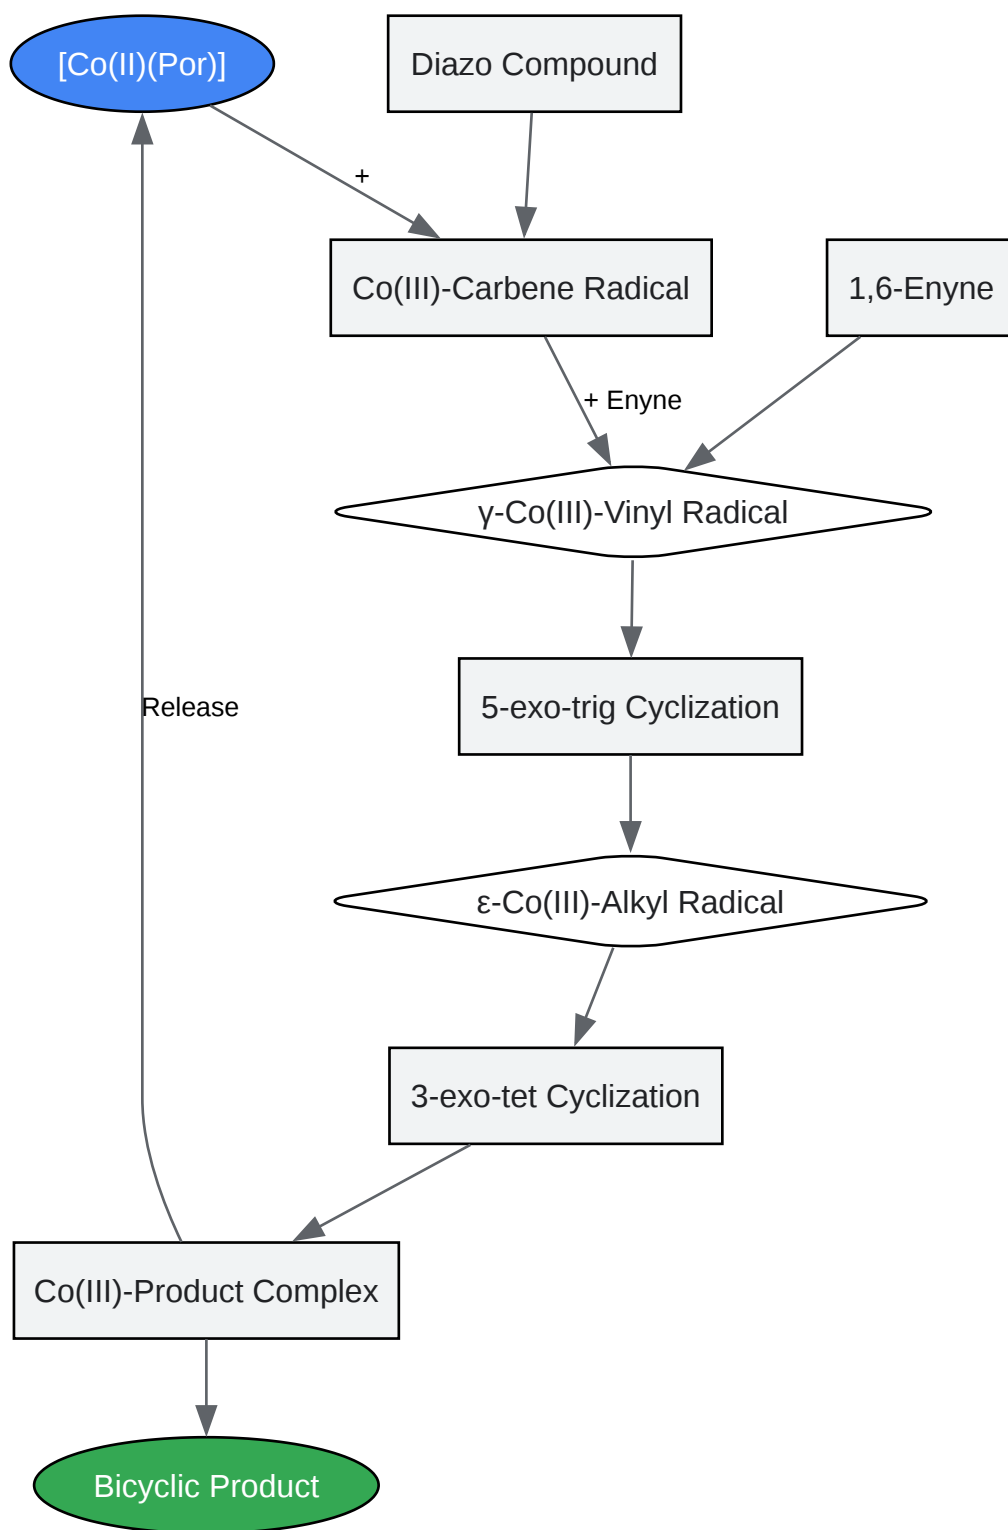 [Co(II)(Por)]
Diazo Compound
+
Co(III)-Carbene Radical
1,6-Enyne
+ Enyne
γ-Co(III)-Vinyl Radical
5-exo-trig Cyclization
Release
ε-Co(III)-Alkyl Radical
3-exo-tet Cyclization
Co(III)-Product Complex
Bicyclic Product